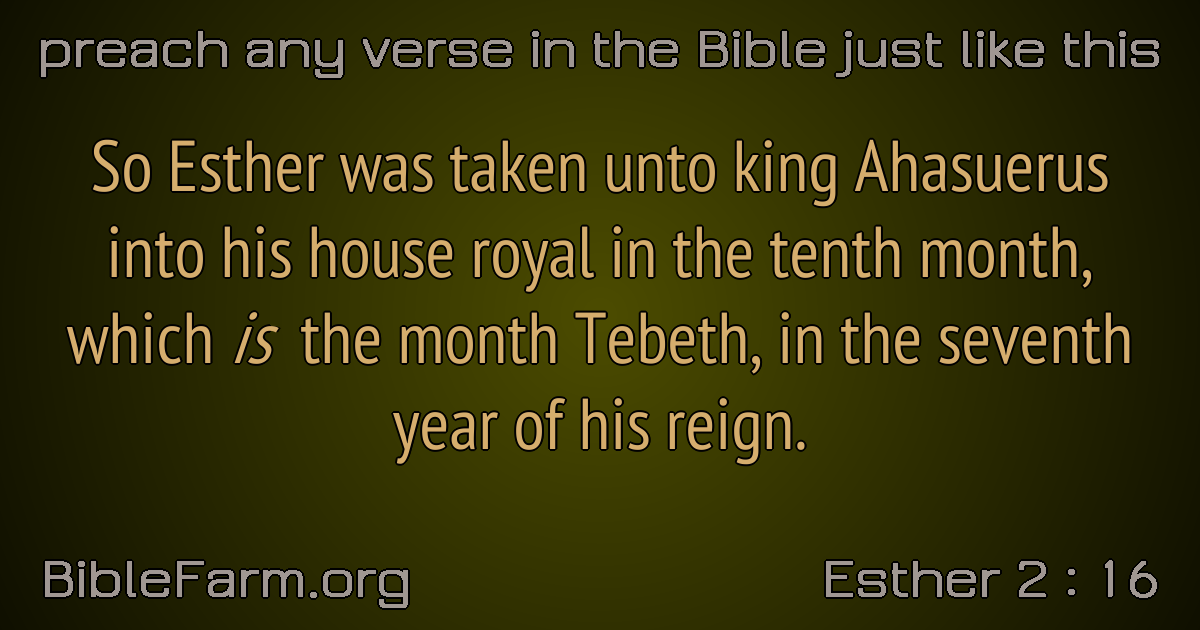 preach any verse in the Bible just like this
So Esther was taken unto king Ahasuerus
into his house royal in the tenth month,
which is the month Tebeth, in the seventh
year of his reign.
BibleFarm.org
Esther 2 : 16